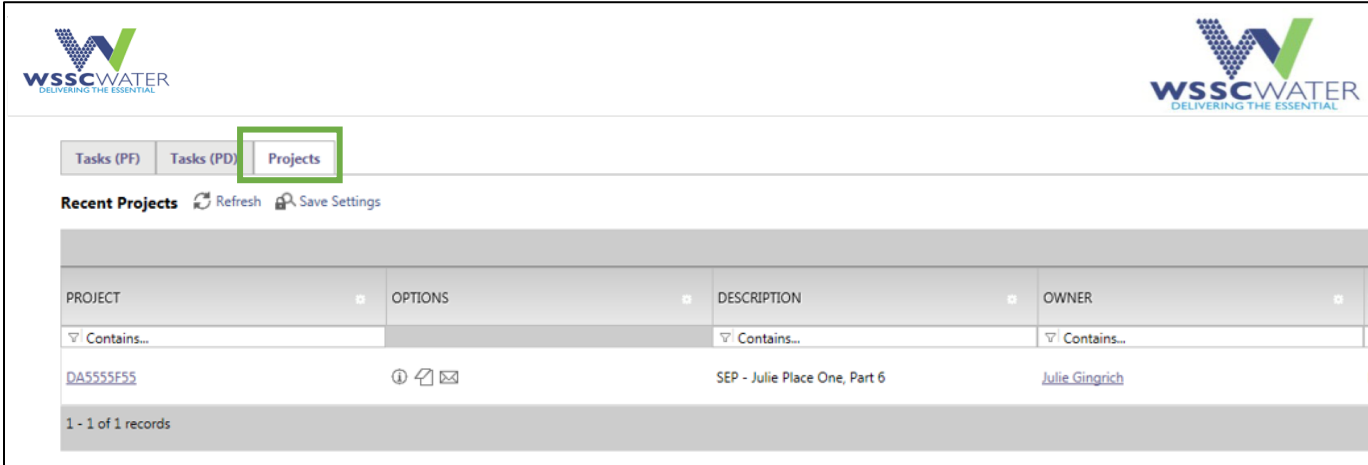 WSSCWATER
DELIVERING THE ESSENTIAL
WSSCWATER
DELIVERING THE ESSENTIAL
Tasks (PF) Tasks (PD) Projects
Recent Projects Refresh Save Settings
PROJECT OPTIONS DESCRIPTION OWNER
Contains... Contains... Contains...
DA5555F55 SEP - Julie Place One, Part 6 Julie Gingrich
1 - 1 of 1 records